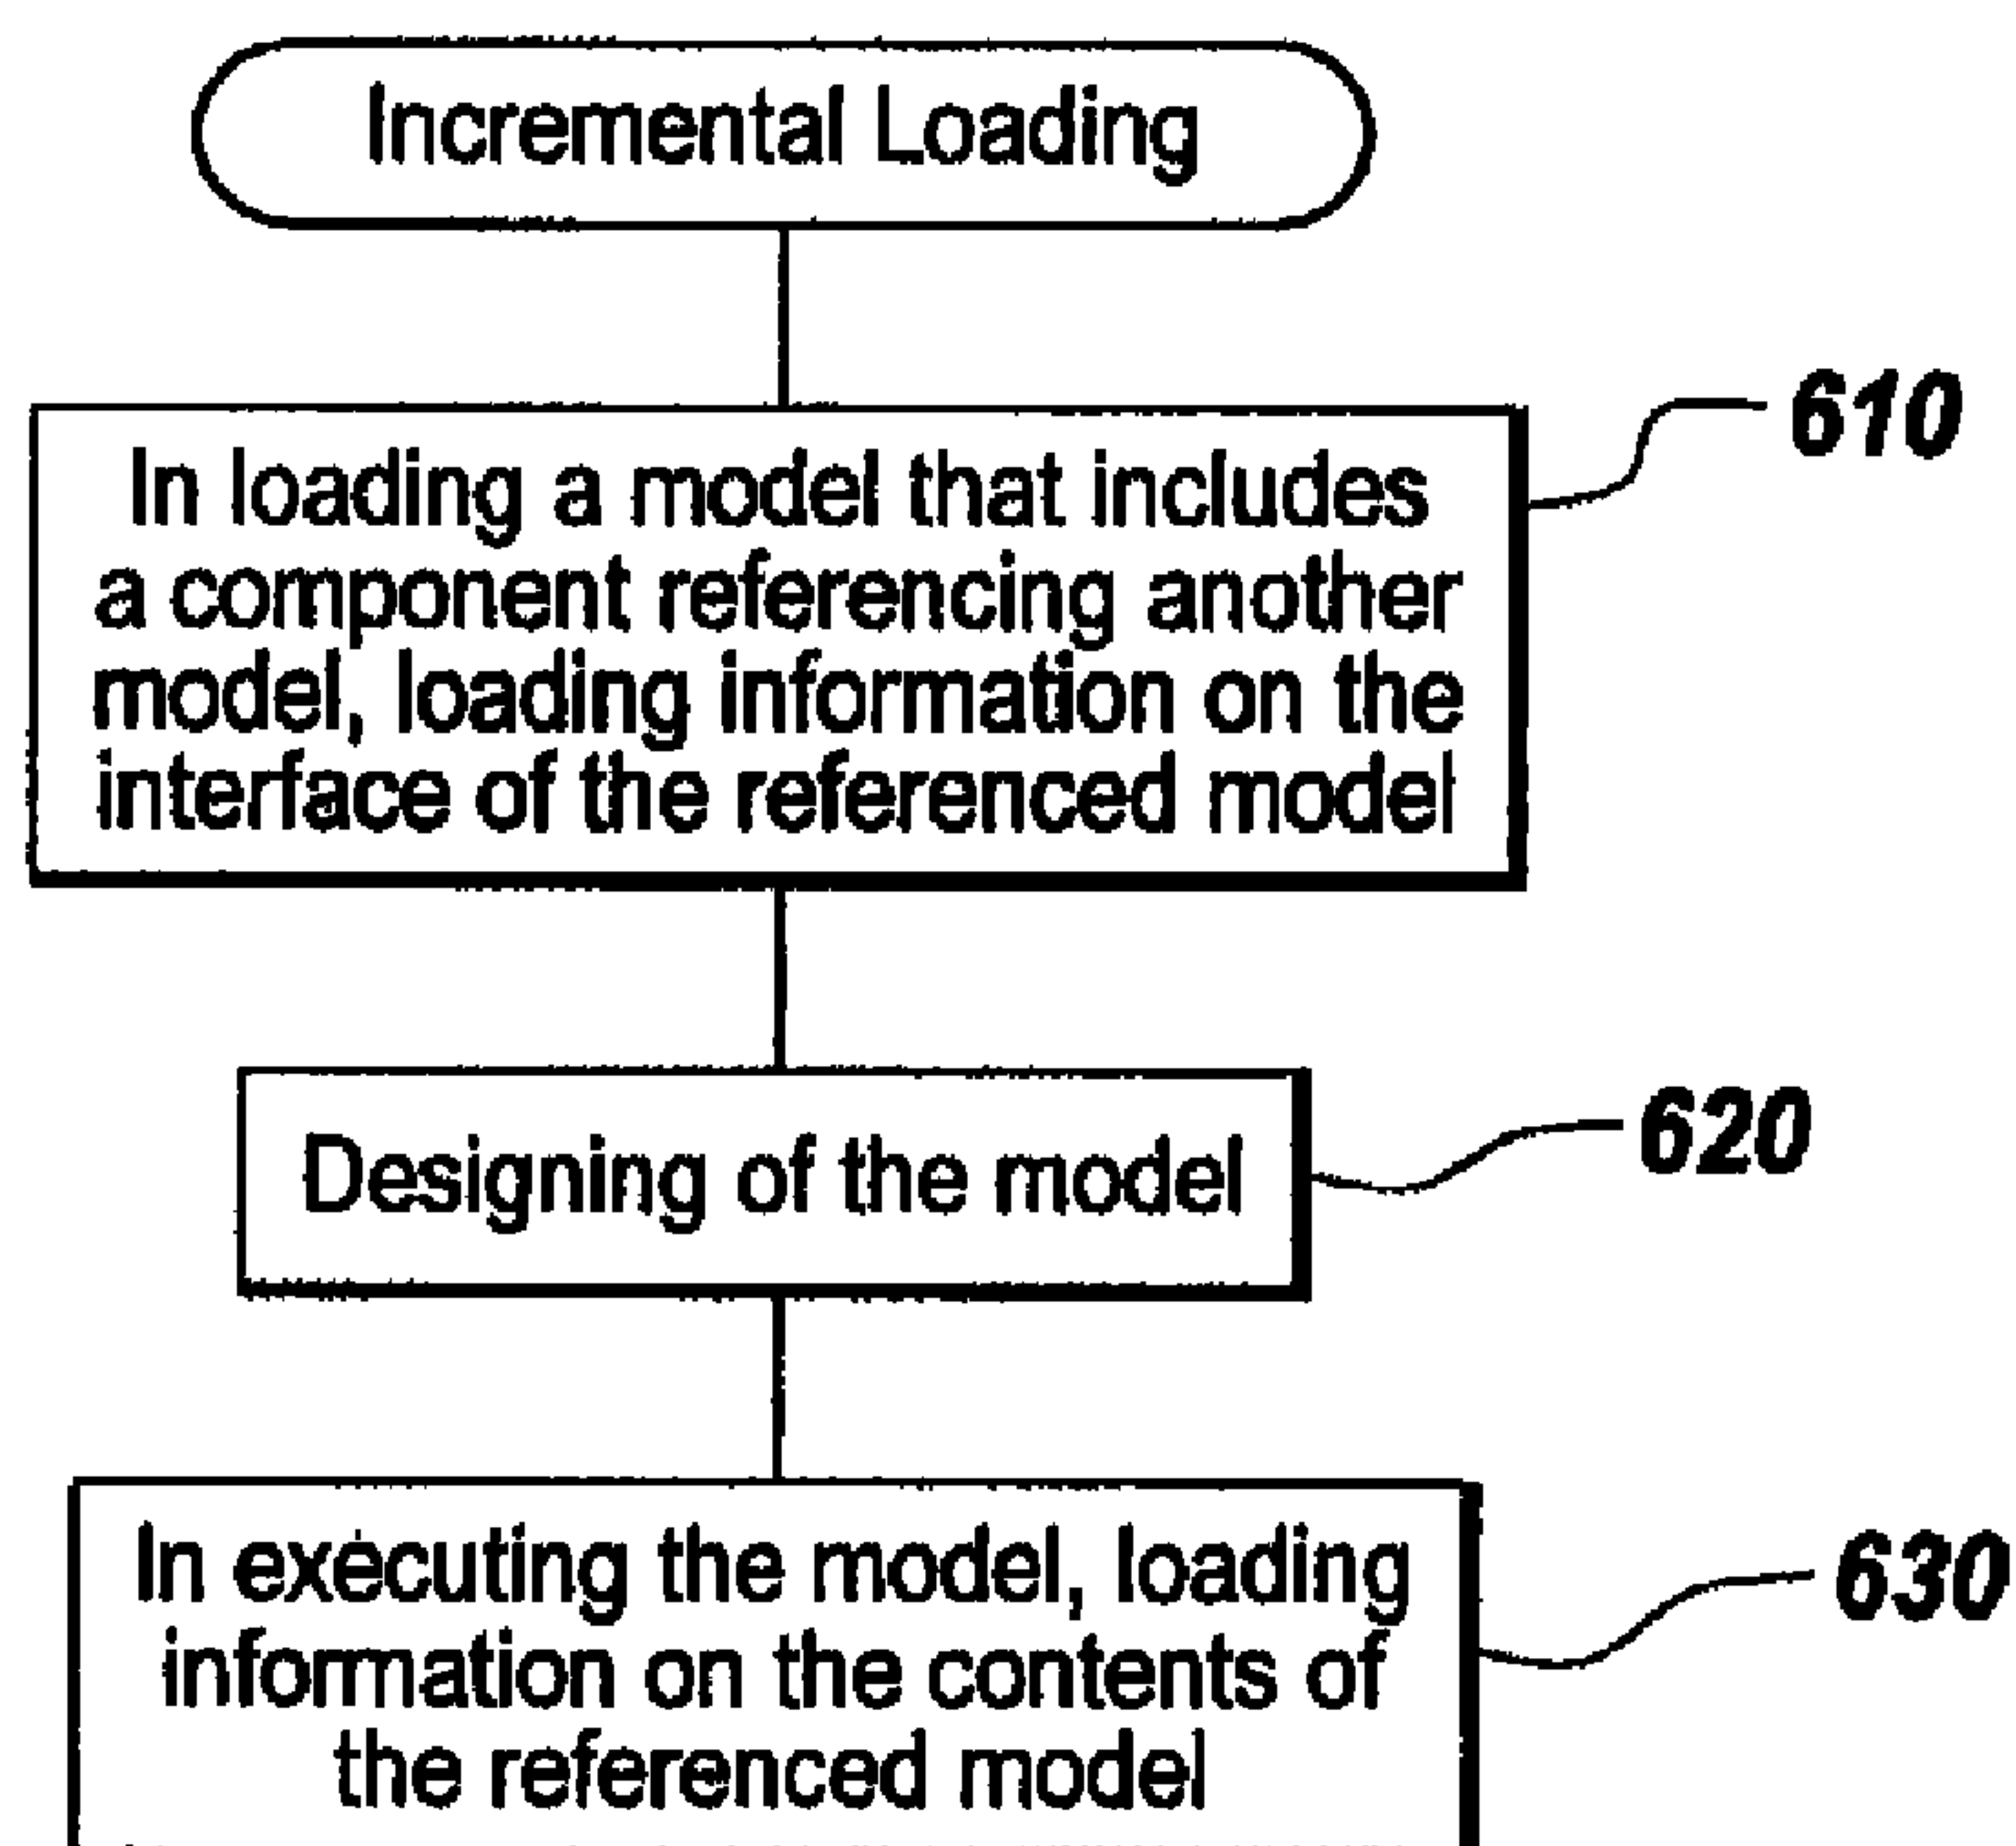 Incremental Loading
610
In loading a model that includes
a component referencing another
model, loading information on the
interface of the referenced model
620
Designing of the model
630
In executing the model, loading
information on the contents of
the referenced model